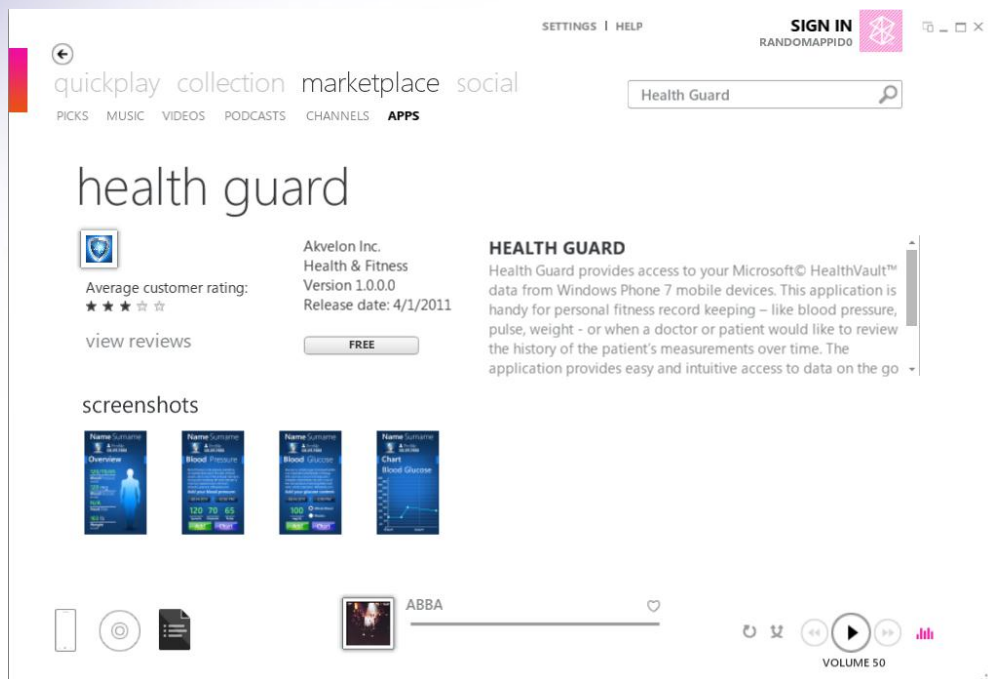 SETTINGS | HELP
SIGN IN
RANDOMAPPID0
quickplay collection marketplace social
Health Guard
PICKS MUSIC VIDEOS PODCASTS CHANNELS APPS
health guard
Average customer rating:
view reviews
Akvelon Inc.
Health & Fitness
Version 1.0.0.0
Release date: 4/1/2011
FREE
HEALTH GUARD
Health Guard provides access to your Microsoft© HealthVault™
data from Windows Phone 7 mobile devices. This application is
handy for personal fitness record keeping – like blood pressure,
pulse, weight - or when a doctor or patient would like to review
the history of the patient's measurements over time. The
application provides easy and intuitive access to data on the go
screenshots
Name Surname
Overview
Name Surname
Blood Pressure
120 70 65
Name Surname
Blood Glucose
100
Name Surname
Chart
Blood Glucose
ABBA
VOLUME 50